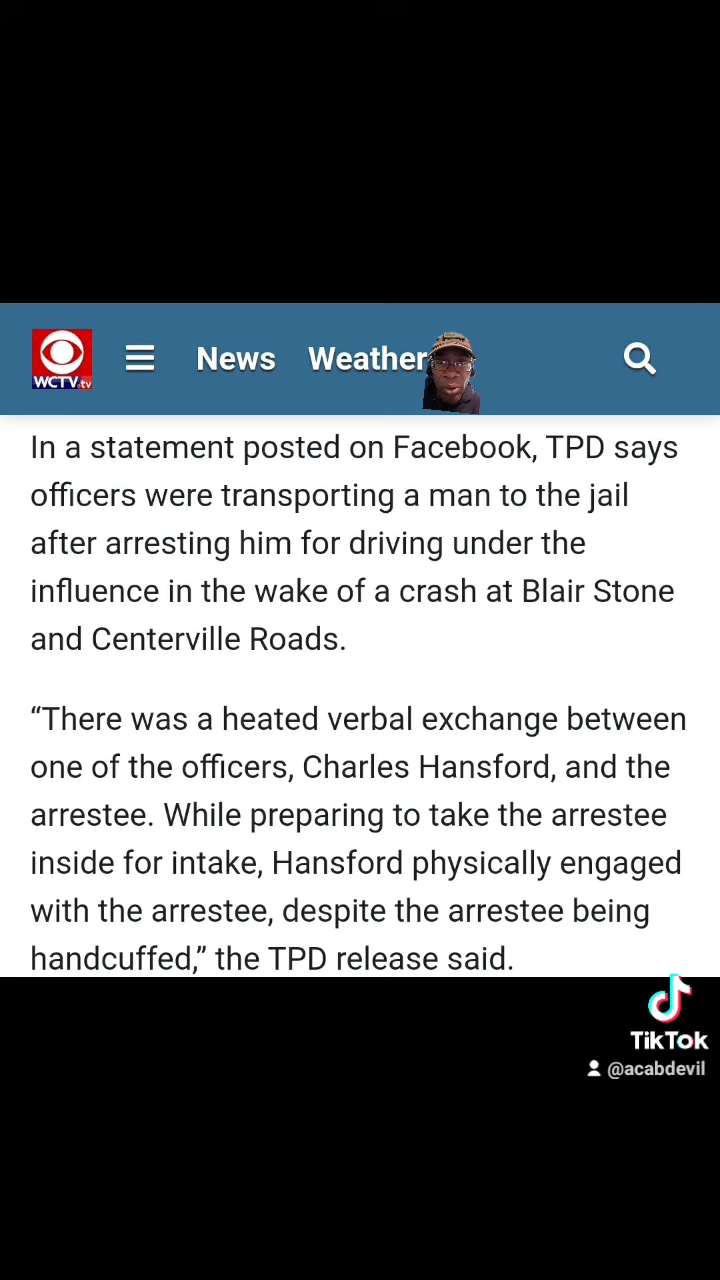 News Weather
WCTV.tv
In a statement posted on Facebook, TPD says
officers were transporting a man to the jail
after arresting him for driving under the
influence in the wake of a crash at Blair Stone
and Centerville Roads.
“There was a heated verbal exchange between
one of the officers, Charles Hansford, and the
arrestee. While preparing to take the arrestee
inside for intake, Hansford physically engaged
with the arrestee, despite the arrestee being
handcuffed,” the TPD release said.
TikTok
@acabdevil